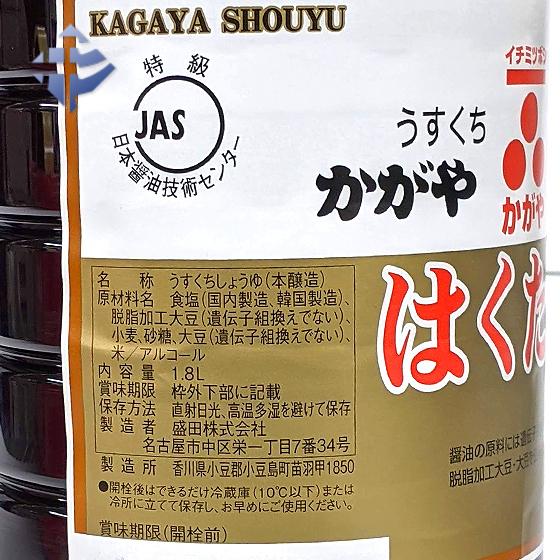 KAGAYA SHOUYU
特級
JAS
日本醤油技術センター
イチミツボシ
うすくち
かがや
かがや
はくた
名　称　うすくちしょうゆ(本醸造)
原材料名　食塩(国内製造、韓国製造)、
脱脂加工大豆(遺伝子組換えでない)、
小麦、砂糖、大豆(遺伝子組換えでない)、
米／アルコール
内容量　1.8L
賞味期限　枠外下部に記載
保存方法　直射日光、高温多湿を避けて保存
製造者　盛田株式会社
名古屋市中区栄一丁目7番34号
製造所　香川県小豆郡小豆島町苗羽甲1850
●開栓後はできるだけ冷蔵庫(10℃以下)または
冷所に立てて保存し、お早めにご使用ください。
醤油の原料には遺伝子
脱脂加工大豆・大豆
賞味期限(開栓前)